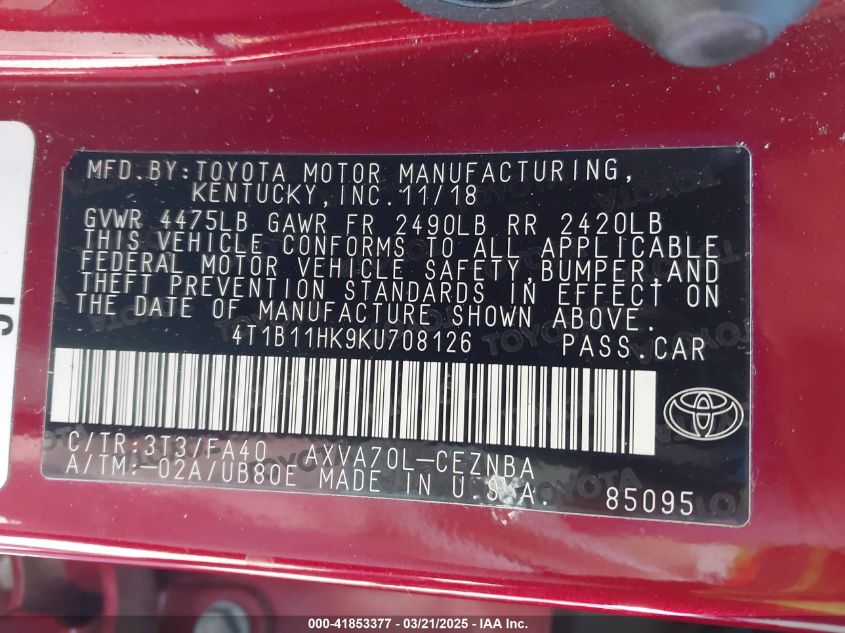 MFD.BY:TOYOTA MOTOR MANUFACTURING,
KENTUCKY,INC.11/18
GVWR 4475LB GAWR FR 2490LB RR 2420LB
THIS VEHICLE CONFORMS TO ALL APPLICABLE
FEDERAL MOTOR VEHICLE SAFETY,BUMPER,AND
THEFT PREVENTION STANDARDS IN EFFECT ON
THE DATE OF MANUFACTURE SHOWN ABOVE.
4T1B11HK9KU708126 PASS.CAR
C/TR:3T3/FA40 AXVA70L-CEZNBA
A/TM:-02A/UB80E MADE IN U.S.A.
85095
000-41853377 - 03/21/2025 - IAA Inc.